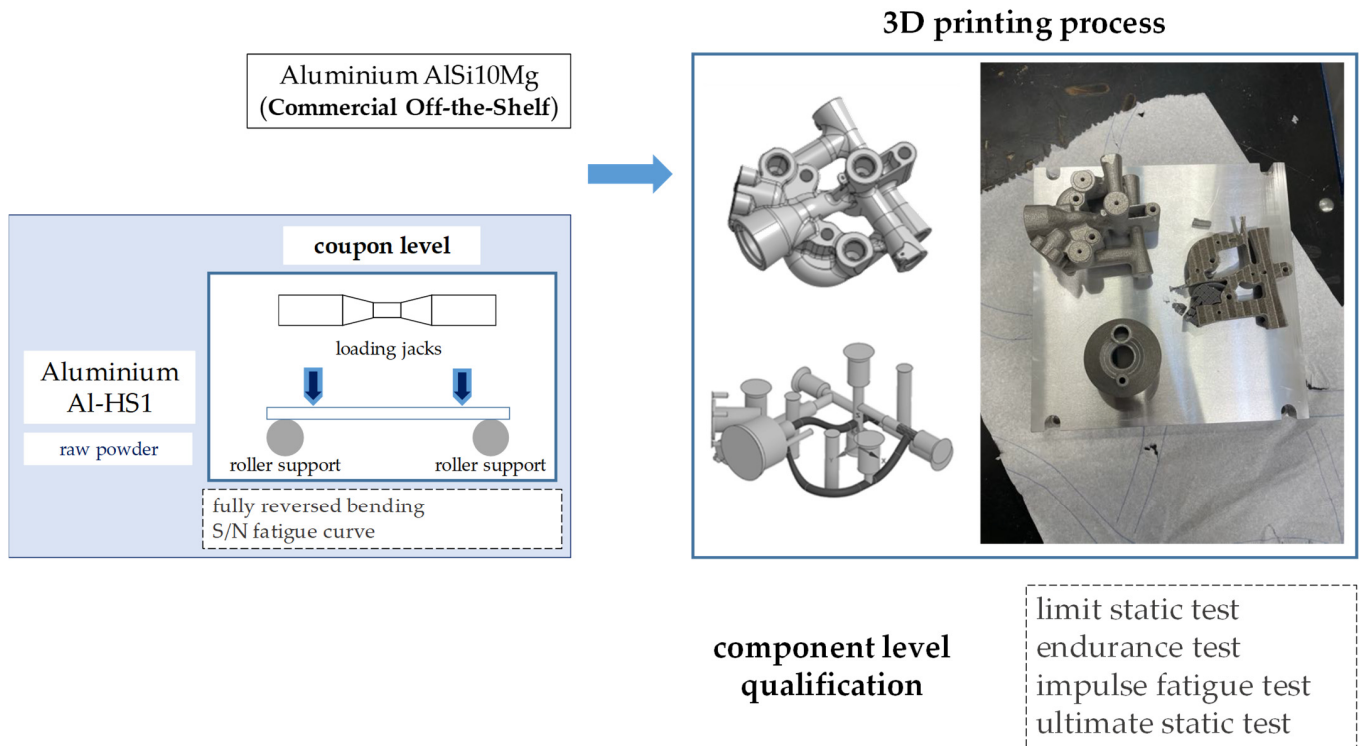 3D printing process
Aluminium AlSi10Mg
(Commercial Off-the-Shelf)
coupon level
loading jacks
Aluminium
Al-HS1
raw powder
roller support
roller support
fully reversed bending
S/N fatigue curve
component level
qualification
limit static test
endurance test
impulse fatigue test
ultimate static test